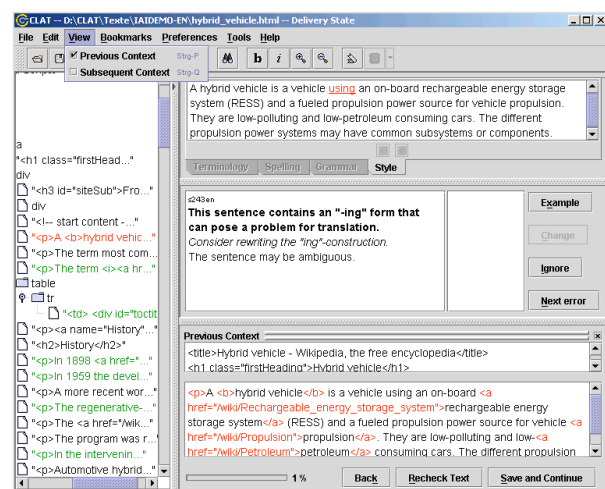 CLAT -- D:\CLAT\Texte\IAIDEMO-EN\hybrid_vehicle.html -- Delivery State
File Edit View Bookmarks Preferences Tools Help
Previous Context Strg-P
Subsequent Context Strg-Q
b i
a
"<h1 class="firstHead..."
div
"<h3 id="siteSub">Fro..."
div
"<!-- start content -..."
"<p>A <b>hybrid vehic..."
"<p>The term most com..."
"<p>The term <i><a hr..."
table
tr
"<td> <div id="toctit
"<p><a name="History"..."
"<h2>History</h2>"
"<p>In 1898 <a href="..."
"<p>In 1959 the devel..."
"<p>A more recent wor..."
"<p>The regenerative-..."
"<p>The <a href="/wik..."
"<p>The program was r..."
"<p>In the intervenin..."
"<p>Automotive hybrid..."
A hybrid vehicle is a vehicle using an on-board rechargeable energy storage
system (RESS) and a fueled propulsion power source for vehicle propulsion.
They are low-polluting and low-petroleum consuming cars. The different
propulsion power systems may have common subsystems or components.
Terminology Spelling Grammar Style
s243en
This sentence contains an "-ing" form that
can pose a problem for translation.
Consider rewriting the "ing"-construction.
The sentence may be ambiguous.
Example
Change
Ignore
Next error
Previous Context
<title>Hybrid vehicle - Wikipedia, the free encyclopedia</title>
<h1 class="firstHeading">Hybrid vehicle</h1>
<p>A <b>hybrid vehicle</b> is a vehicle using an on-board <a
href="/wiki/Rechargeable_energy_storage_system">rechargeable energy
storage system</a> (RESS) and a fueled propulsion power source for vehicle <a
href="/wiki/Propulsion">propulsion</a>. They are low-polluting and low-<a
href="/wiki/Petroleum">petroleum</a> consuming cars. The different propulsion
1 % Back Recheck Text Save and Continue